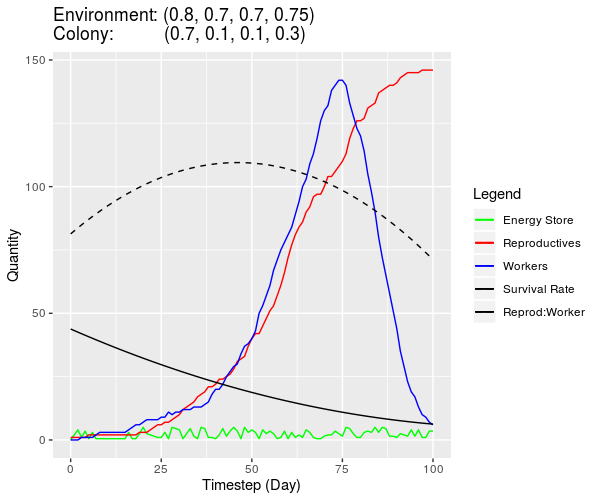 Environment: (0.8, 0.7, 0.7, 0.75)
Colony: (0.7, 0.1, 0.1, 0.3)
150
100
50
0
Quantity
0 25 50 75 100
Timestep (Day)
Legend
Energy Store
Reproductives
Workers
Survival Rate
Reprod:Worker